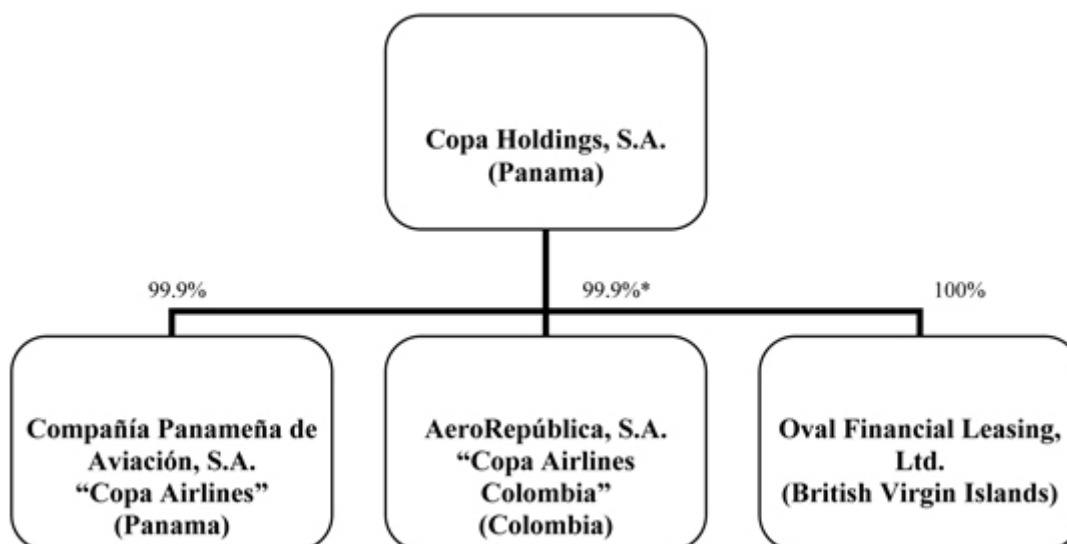 Copa Holdings, S.A.
(Panama)
99.9%
99.9%*
100%
Compañía Panameña de
Aviación, S.A.
“Copa Airlines”
(Panama)
AeroRepública, S.A.
“Copa Airlines
Colombia”
(Colombia)
Oval Financial Leasing,
Ltd.
(British Virgin Islands)